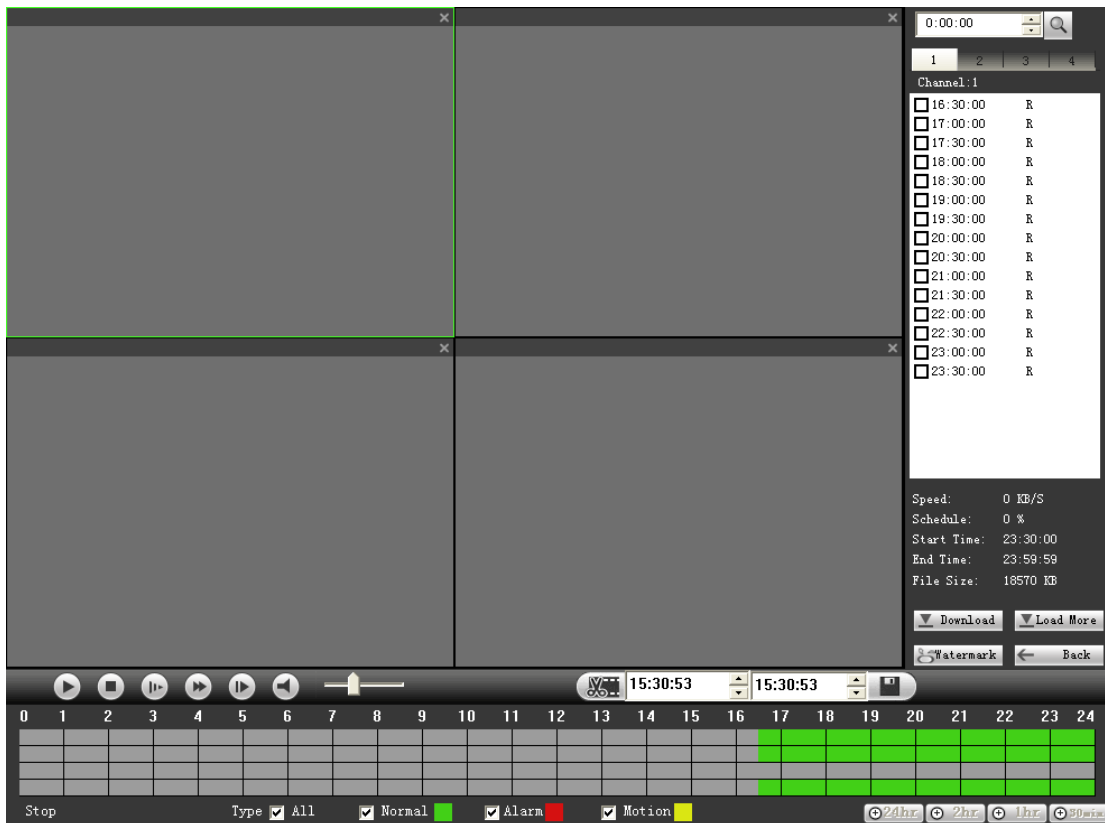 0:00:00
1 2 3 4
Channel:1
16:30:00 R
17:00:00 R
17:30:00 R
18:00:00 R
18:30:00 R
19:00:00 R
19:30:00 R
20:00:00 R
20:30:00 R
21:00:00 R
21:30:00 R
22:00:00 R
22:30:00 R
23:00:00 R
23:30:00 R
Speed: 0 KB/S
Schedule: 0 %
Start Time: 23:30:00
End Time: 23:59:59
File Size: 18570 KB
Download Load More
Watermark Back
15:30:53 15:30:53
0 1 2 3 4 5 6 7 8 9 10 11 12 13 14 15 16 17 18 19 20 21 22 23 24
Stop Type All Normal Alarm Motion 24hr 2hr 1hr